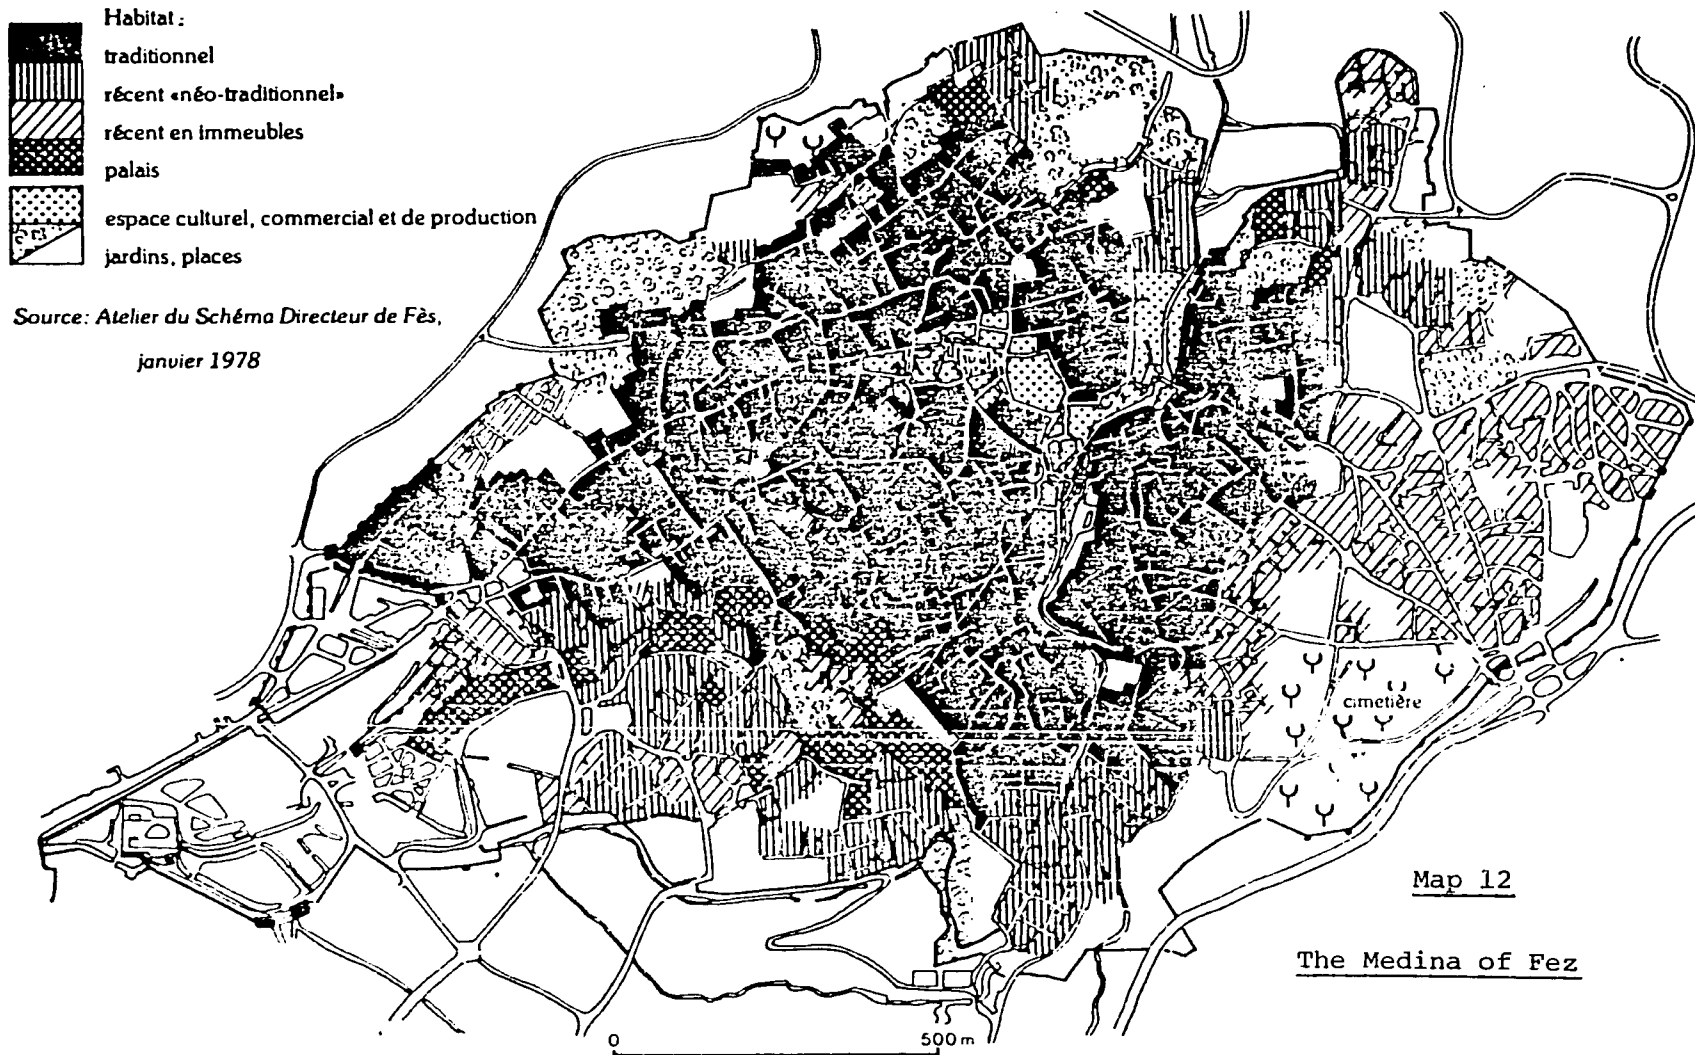 Habitat :
traditionnel
récent «néo-traditionnel»
récent en immeubles
palais
espace culturel, commercial et de production
jardins, places
Source: Atelier du Schéma Directeur de Fès,
janvier 1978
cimetière
Map 12
The Medina of Fez
0 500 m